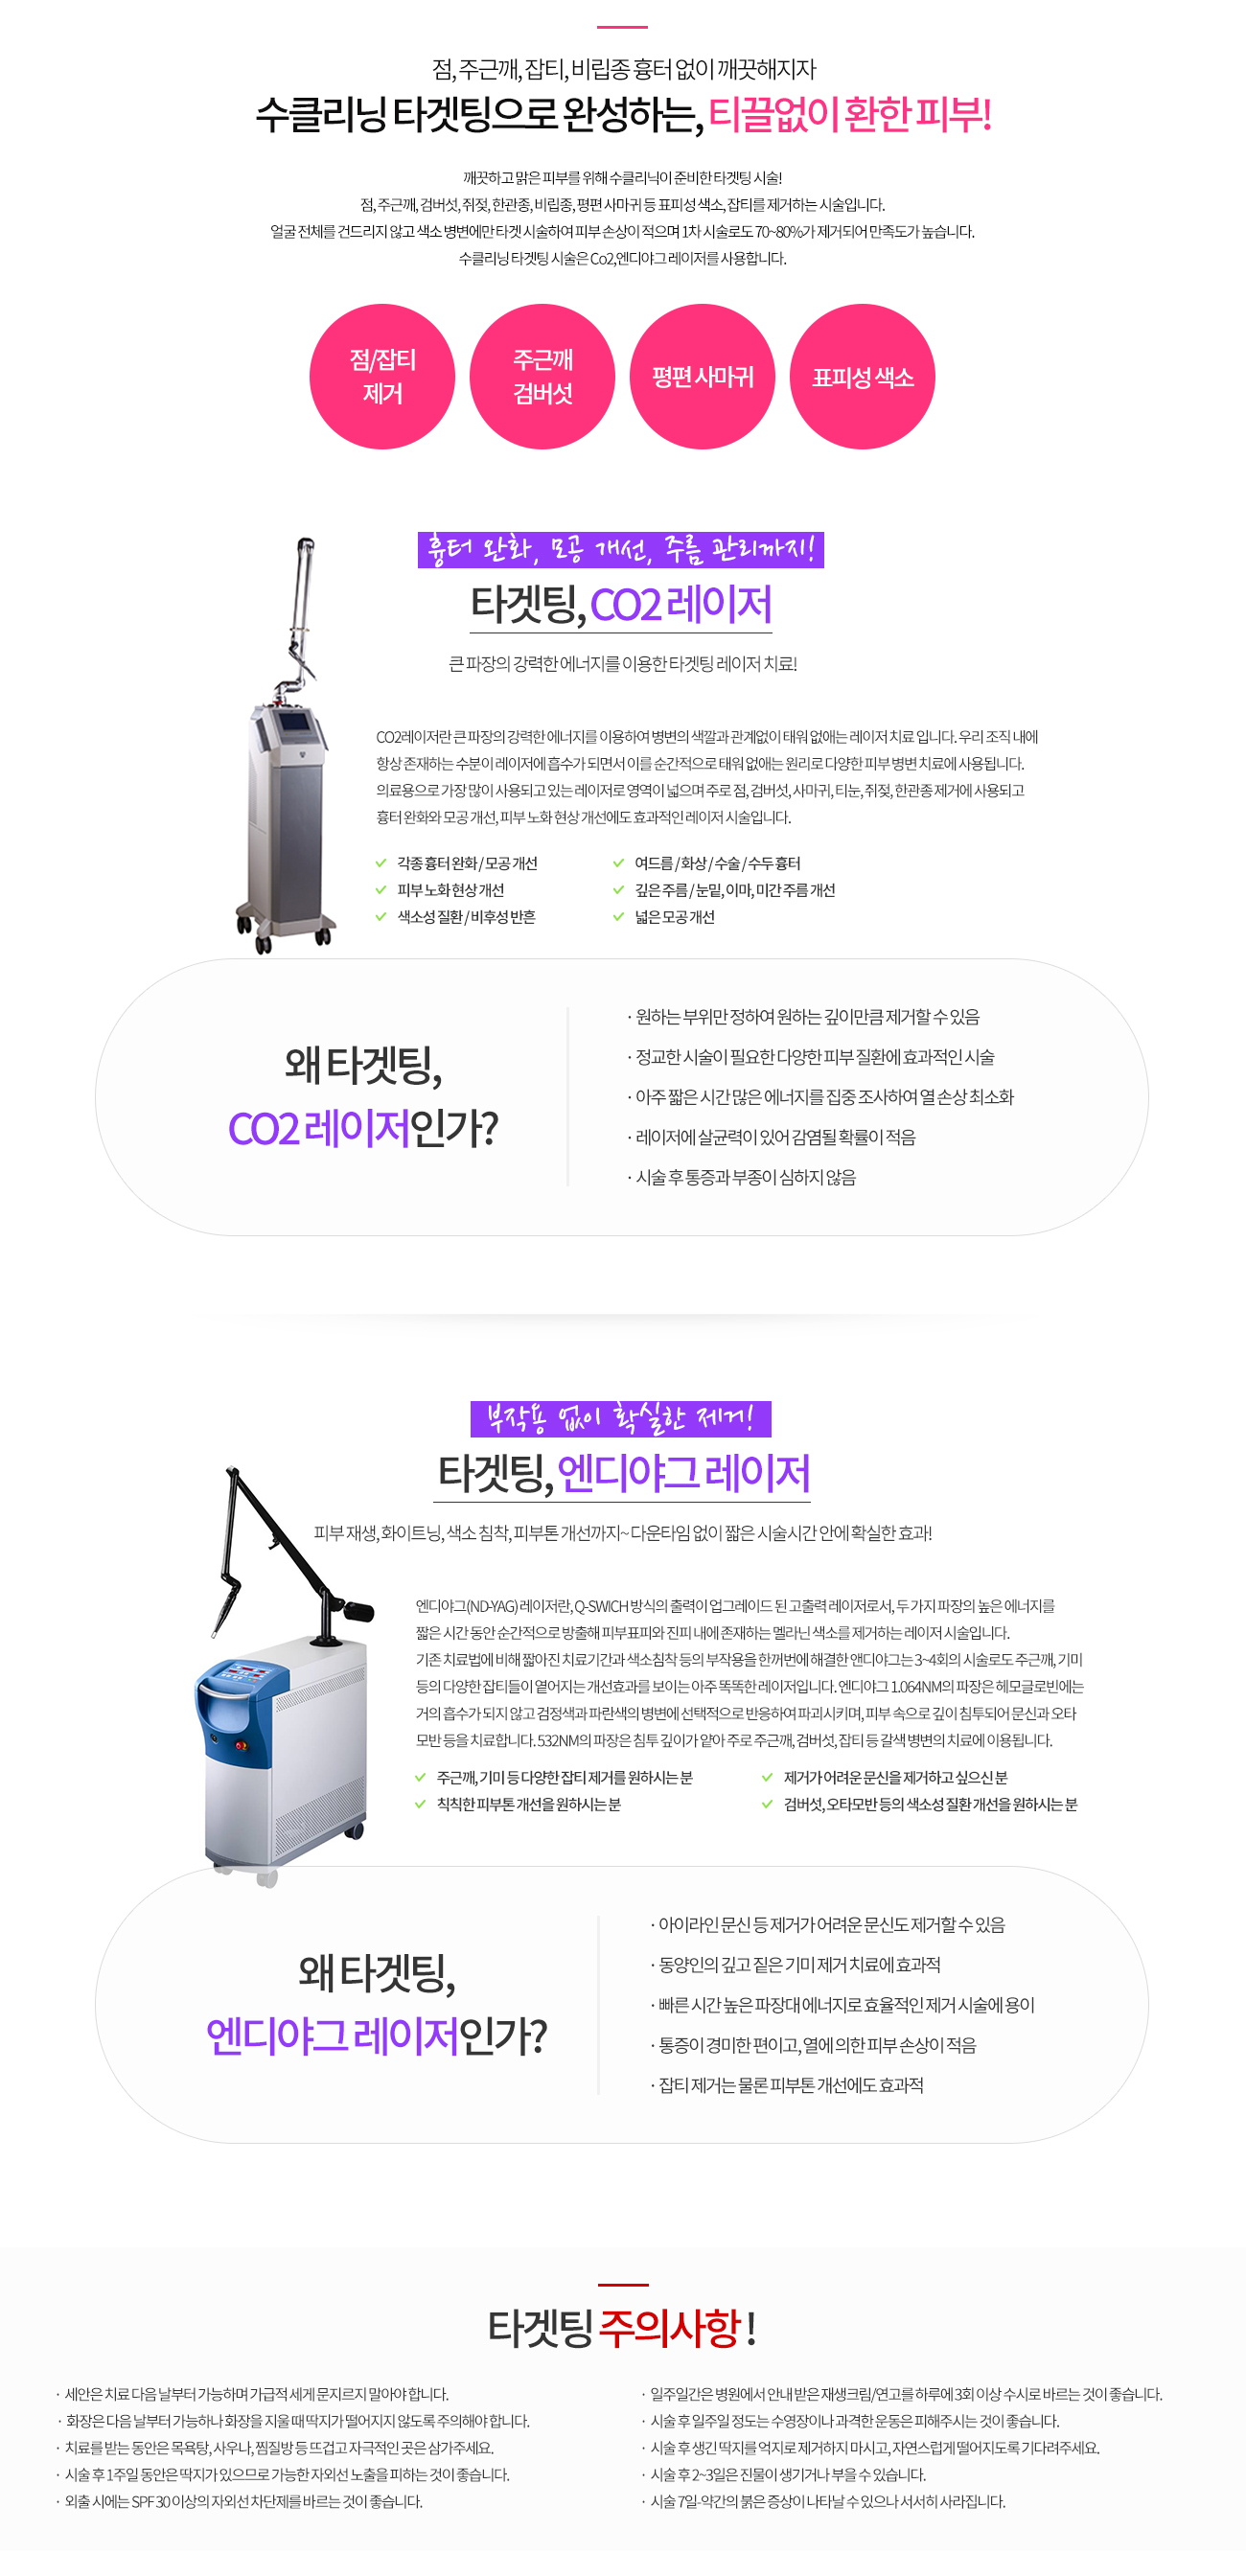 점, 주근깨, 잡티, 비립종 흉터 없이 깨끗해지자
수클리닝 타겟팅으로 완성하는, 티끌없이 환한 피부!
깨끗하고 맑은 피부를 위해 수클리닉이 준비한 타겟팅 시술!
점, 주근깨, 검버섯, 쥐젖, 한관종, 비립종, 평편 사마귀 등 표피성 색소, 잡티를 제거하는 시술입니다.
얼굴 전체를 건드리지 않고 색소 병변에만 타겟 시술하여 피부 손상이 적으며 1차 시술로도 70~80%가 제거되어 만족도가 높습니다.
수클리닝 타겟팅 시술은 Co2,엔디야그 레이저를 사용합니다.
점/잡티
제거
주근깨
검버섯
평편 사마귀
표피성 색소
흉터 완화, 모공 개선, 주름 관리까지!
타겟팅, CO2 레이저
큰 파장의 강력한 에너지를 이용한 타겟팅 레이저 치료!
CO2레이저란 큰 파장의 강력한 에너지를 이용하여 병변의 색깔과 관계없이 태워 없애는 레이저 치료 입니다. 우리 조직 내에
항상 존재하는 수분이 레이저에 흡수가 되면서 이를 순간적으로 태워 없애는 원리로 다양한 피부 병변 치료에 사용됩니다.
의료용으로 가장 많이 사용되고 있는 레이저로 영역이 넓으며 주로 점, 검버섯, 사마귀, 티눈, 쥐젖, 한관종 제거에 사용되고
흉터 완화와 모공 개선, 피부 노화 현상 개선에도 효과적인 레이저 시술입니다.
각종 흉터 완화 / 모공 개선
여드름 / 화상 / 수술 / 수두 흉터
피부 노화 현상 개선
깊은 주름 / 눈밑, 이마, 미간 주름 개선
색소성 질환 / 비후성 반흔
넓은 모공 개선
왜 타겟팅,
CO2 레이저인가?
· 원하는 부위만 정하여 원하는 깊이만큼 제거할 수 있음
· 정교한 시술이 필요한 다양한 피부 질환에 효과적인 시술
· 아주 짧은 시간 많은 에너지를 집중 조사하여 열 손상 최소화
· 레이저에 살균력이 있어 감염될 확률이 적음
· 시술 후 통증과 부종이 심하지 않음
부작용 없이 확실한 제거!
타겟팅, 엔디야그 레이저
피부 재생, 화이트닝, 색소 침착, 피부톤 개선까지~ 다운타임 없이 짧은 시술시간 안에 확실한 효과!
엔디야그(ND-YAG) 레이저란, Q-SWICH 방식의 출력이 업그레이드 된 고출력 레이저로서, 두 가지 파장의 높은 에너지를
짧은 시간 동안 순간적으로 방출해 피부표피와 진피 내에 존재하는 멜라닌 색소를 제거하는 레이저 시술입니다.
기존 치료법에 비해 짧아진 치료기간과 색소침착 등의 부작용을 한꺼번에 해결한 앤디야그는 3~4회의 시술로도 주근깨, 기미
등의 다양한 잡티들이 옅어지는 개선효과를 보이는 아주 똑똑한 레이저입니다. 엔디야그 1.064NM의 파장은 헤모글로빈에는
거의 흡수가 되지 않고 검정색과 파란색의 병변에 선택적으로 반응하여 파괴시키며, 피부 속으로 깊이 침투되어 문신과 오타
모반 등을 치료합니다. 532NM의 파장은 침투 깊이가 얕아 주로 주근깨, 검버섯, 잡티 등 갈색 병변의 치료에 이용됩니다.
주근깨, 기미 등 다양한 잡티 제거를 원하시는 분
제거가 어려운 문신을 제거하고 싶으신 분
칙칙한 피부톤 개선을 원하시는 분
검버섯, 오타모반 등의 색소성 질환 개선을 원하시는 분
왜 타겟팅,
엔디야그 레이저인가?
· 아이라인 문신 등 제거가 어려운 문신도 제거할 수 있음
· 동양인의 깊고 짙은 기미 제거 치료에 효과적
· 빠른 시간 높은 파장대 에너지로 효율적인 제거 시술에 용이
· 통증이 경미한 편이고, 열에 의한 피부 손상이 적음
· 잡티 제거는 물론 피부톤 개선에도 효과적
타겟팅 주의사항 !
· 세안은 치료 다음 날부터 가능하며 가급적 세게 문지르지 말아야 합니다.
· 화장은 다음 날부터 가능하나 화장을 지울 때 딱지가 떨어지지 않도록 주의해야 합니다.
· 치료를 받는 동안은 목욕탕, 사우나, 찜질방 등 뜨겁고 자극적인 곳은 삼가주세요.
· 시술 후 1주일 동안은 딱지가 있으므로 가능한 자외선 노출을 피하는 것이 좋습니다.
· 외출 시에는 SPF 30 이상의 자외선 차단제를 바르는 것이 좋습니다.
· 일주일간은 병원에서 안내 받은 재생크림/연고를 하루에 3회 이상 수시로 바르는 것이 좋습니다.
· 시술 후 일주일 정도는 수영장이나 과격한 운동은 피해주시는 것이 좋습니다.
· 시술 후 생긴 딱지를 억지로 제거하지 마시고, 자연스럽게 떨어지도록 기다려주세요.
· 시술 후 2~3일은 진물이 생기거나 부을 수 있습니다.
· 시술 7일-약간의 붉은 증상이 나타날 수 있으나 서서히 사라집니다.